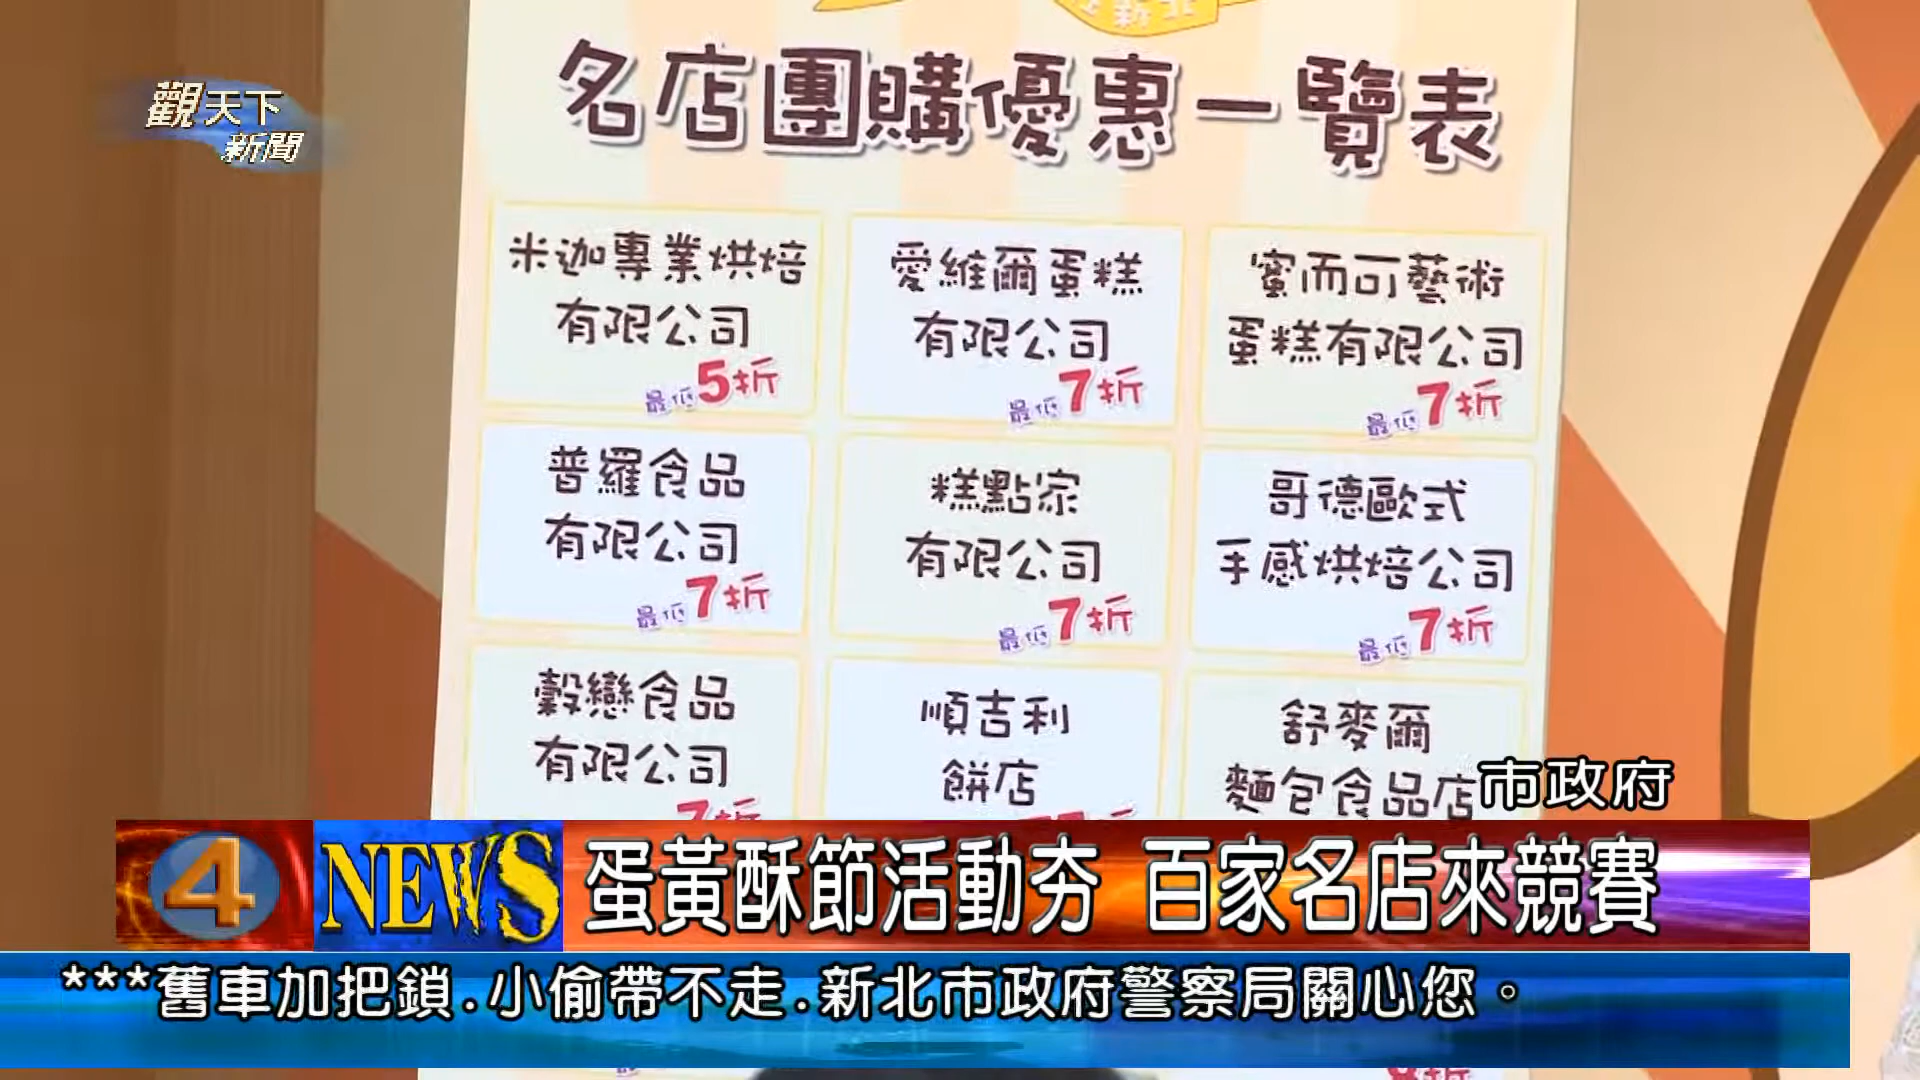 觀天下
新聞
名店團購優惠一覽表
米迦專業烘焙
有限公司
最低5折
愛維爾蛋糕
有限公司
最低7折
蜜而可藝術
蛋糕有限公司
最低7折
普羅食品
有限公司
最低7折
糕點家
有限公司
最低7折
哥德歐式
手感烘焙公司
最低7折
穀戀食品
有限公司
7折
順吉利
餅店
舒麥爾
麵包食品店
市政府
4 NEWS
蛋黃酥節活動夯 百家名店來競賽
***舊車加把鎖.小偷帶不走.新北市政府警察局關心您。